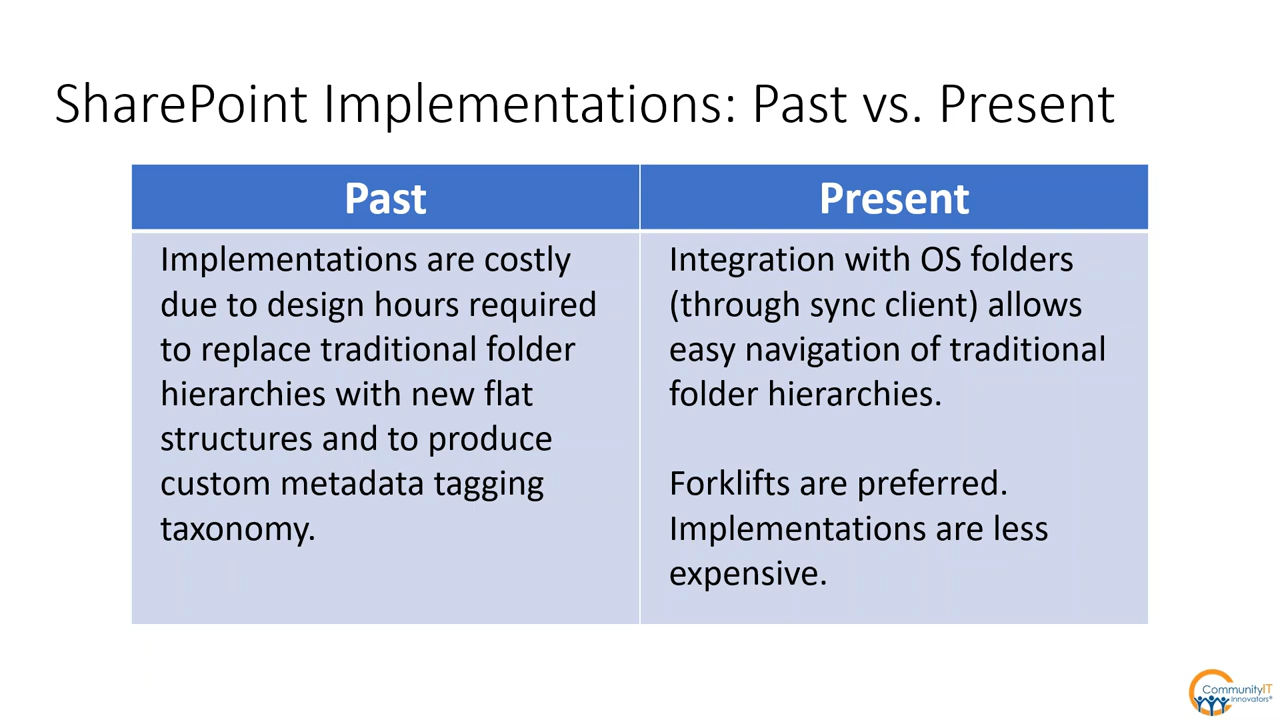 SharePoint Implementations: Past vs. Present
Past
Implementations are costly
due to design hours required
to replace traditional folder
hierarchies with new flat
structures and to produce
custom metadata tagging
taxonomy.
Present
Integration with OS folders
(through sync client) allows
easy navigation of traditional
folder hierarchies.
Forklifts are preferred.
Implementations are less
expensive.
CommunityIT
Innovators®